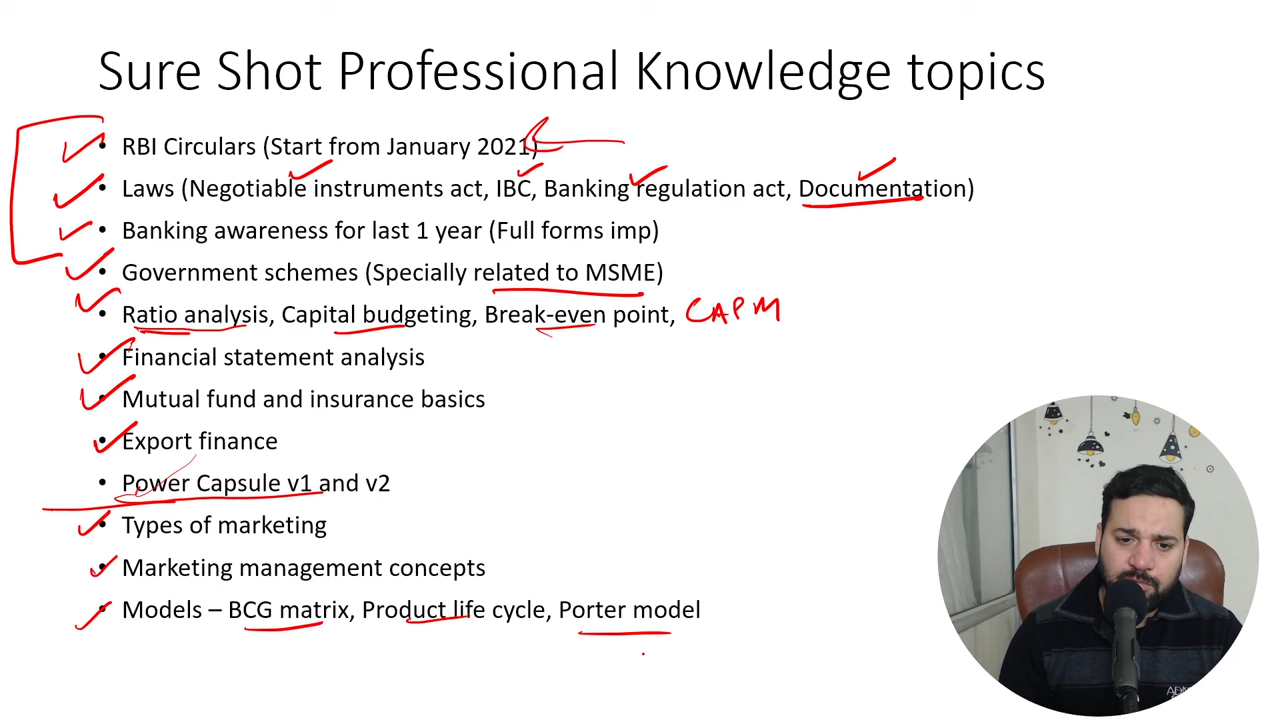 Sure Shot Professional Knowledge topics
• RBI Circulars (Start from January 2021)
• Laws (Negotiable instruments act, IBC, Banking regulation act, Documentation)
• Banking awareness for last 1 year (Full forms imp)
• Government schemes (Specially related to MSME)
• Ratio analysis, Capital budgeting, Break-even point, CAPM
• Financial statement analysis
• Mutual fund and insurance basics
• Export finance
• Power Capsule v1 and v2
• Types of marketing
• Marketing management concepts
• Models – BCG matrix, Product life cycle, Porter model